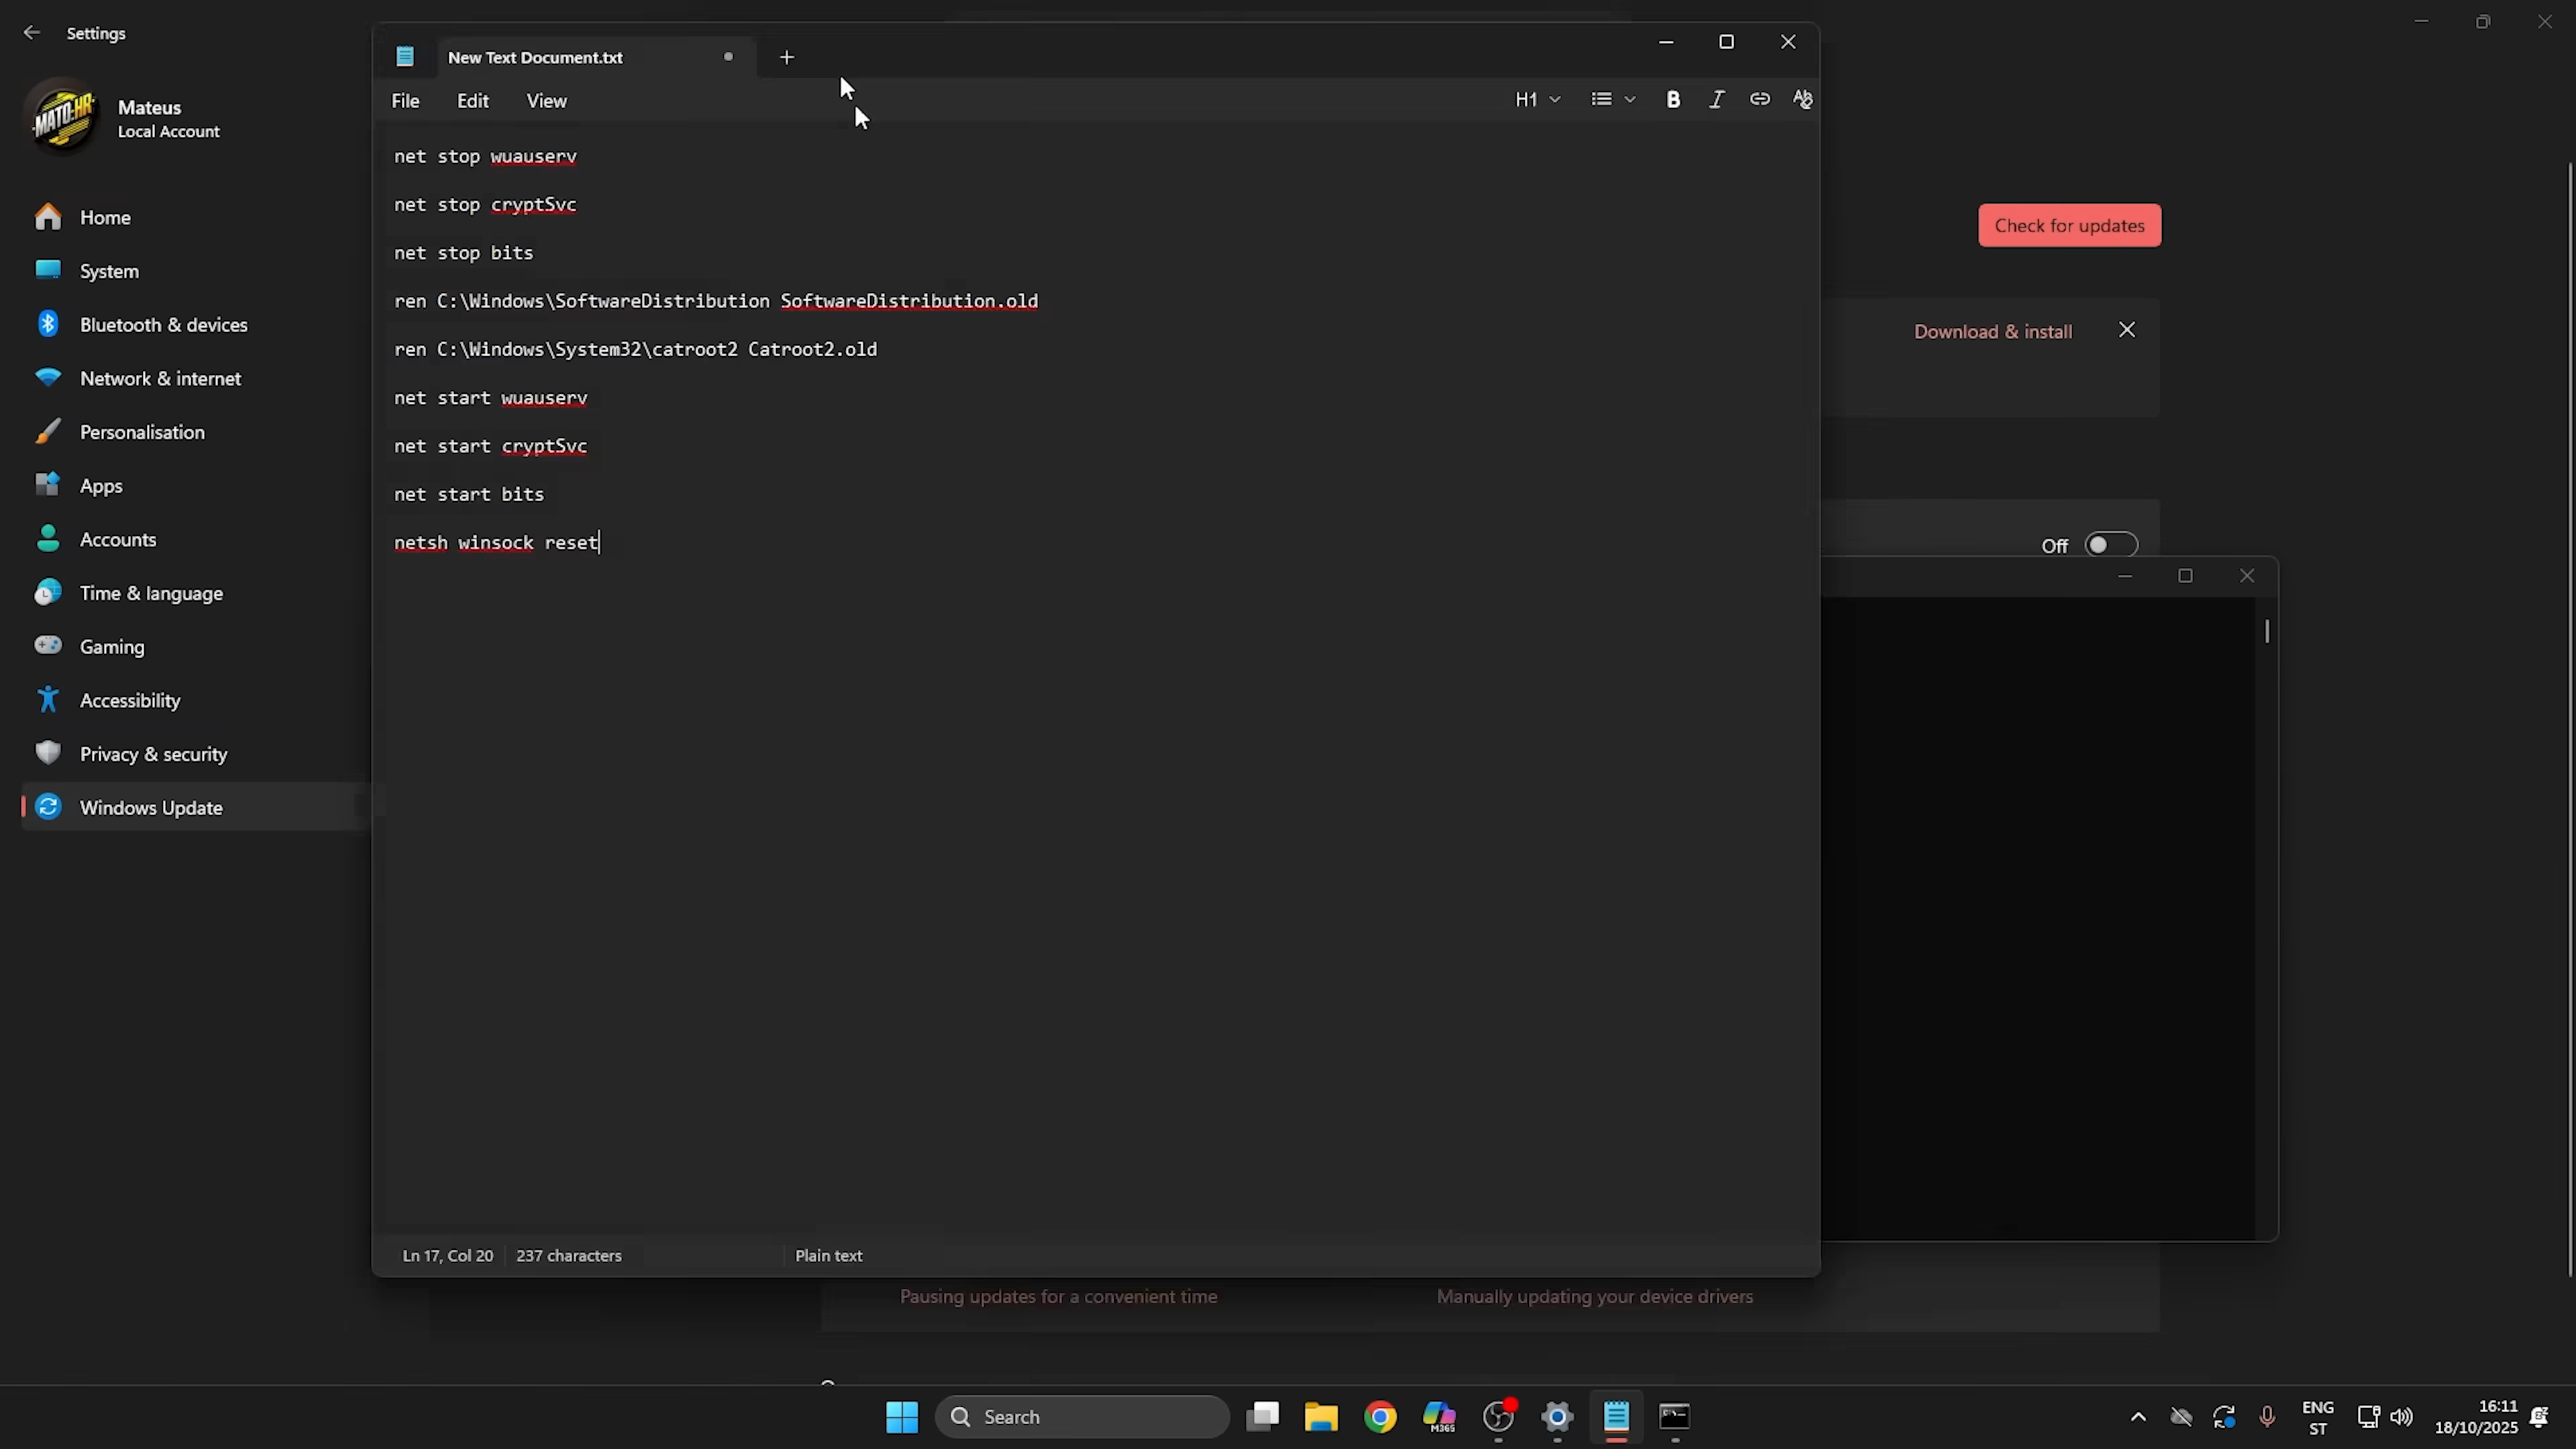 Settings
Mateus
Local Account
MATO:HR
Home
System
Bluetooth & devices
Network & internet
Personalisation
Apps
Accounts
Time & language
Gaming
Accessibility
Privacy & security
Windows Update
New Text Document.txt
File Edit View
H1
net stop wuauserv
net stop cryptSvc
net stop bits
ren C:\Windows\SoftwareDistribution SoftwareDistribution.old
ren C:\Windows\System32\catroot2 Catroot2.old
net start wuauserv
net start cryptSvc
net start bits
netsh winsock reset
Ln 17, Col 20 237 characters Plain text
Check for updates
Download & install
Off
Pausing updates for a convenient time Manually updating your device drivers
Search
M365
ENG
ST
16:11
18/10/2025